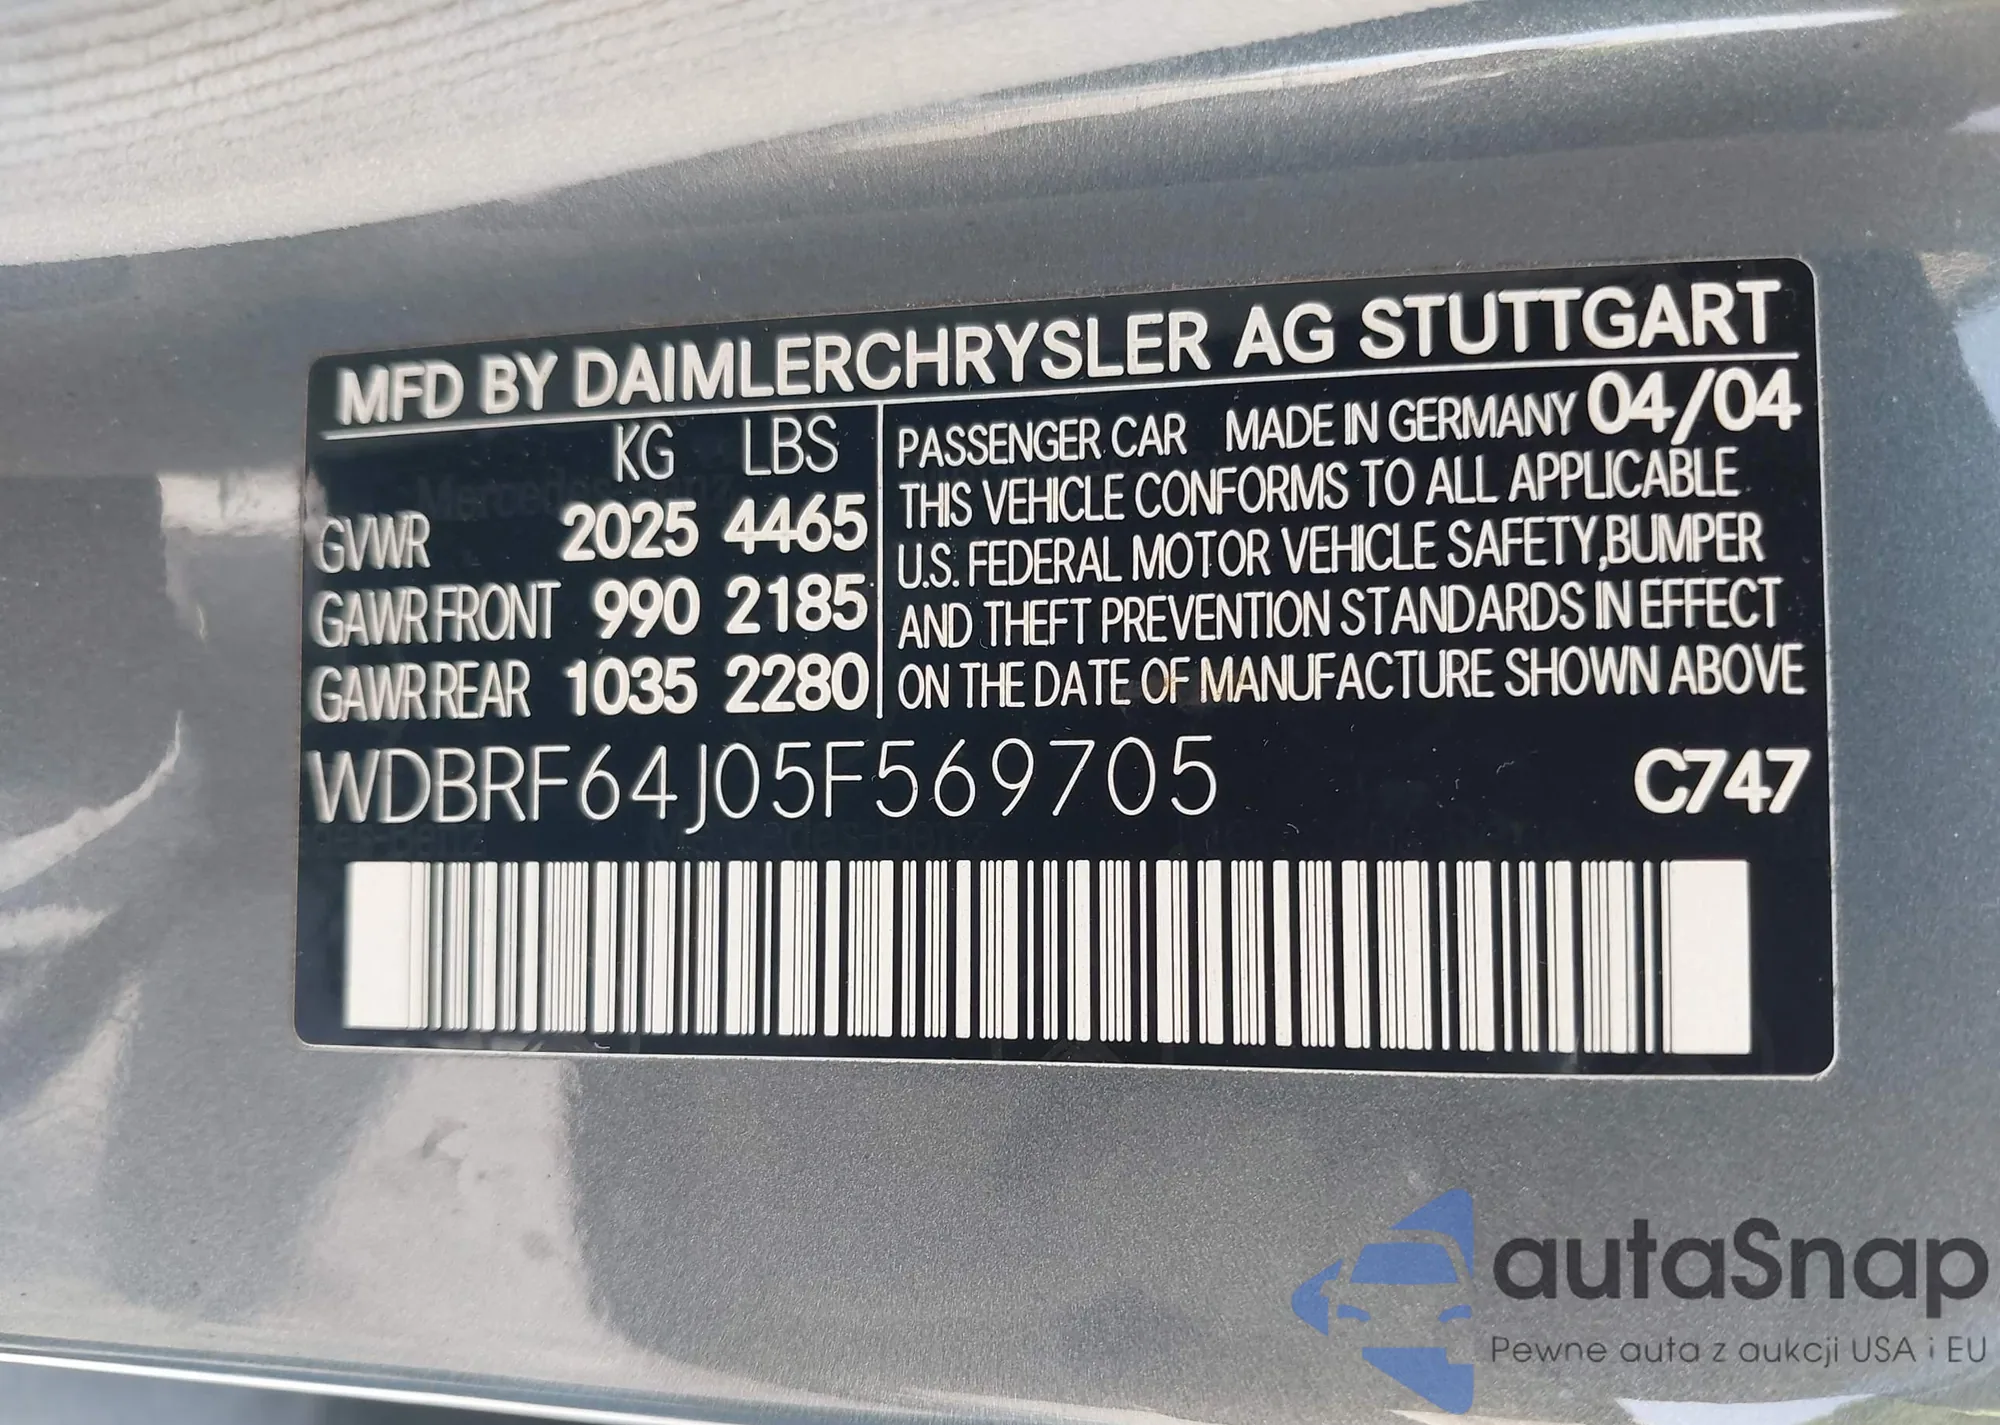 MFD BY DAIMLERCHRYSLER AG STUTTGART
KG LBS
GVWR 2025 4465
GAWR FRONT 990 2185
GAWR REAR 1035 2280
PASSENGER CAR MADE IN GERMANY 04/04
THIS VEHICLE CONFORMS TO ALL APPLICABLE
U.S. FEDERAL MOTOR VEHICLE SAFETY,BUMPER
AND THEFT PREVENTION STANDARDS IN EFFECT
ON THE DATE OF MANUFACTURE SHOWN ABOVE
WDBRF64J05F569705 C747
autaSnap
Pewne auta z aukcji USA i EU